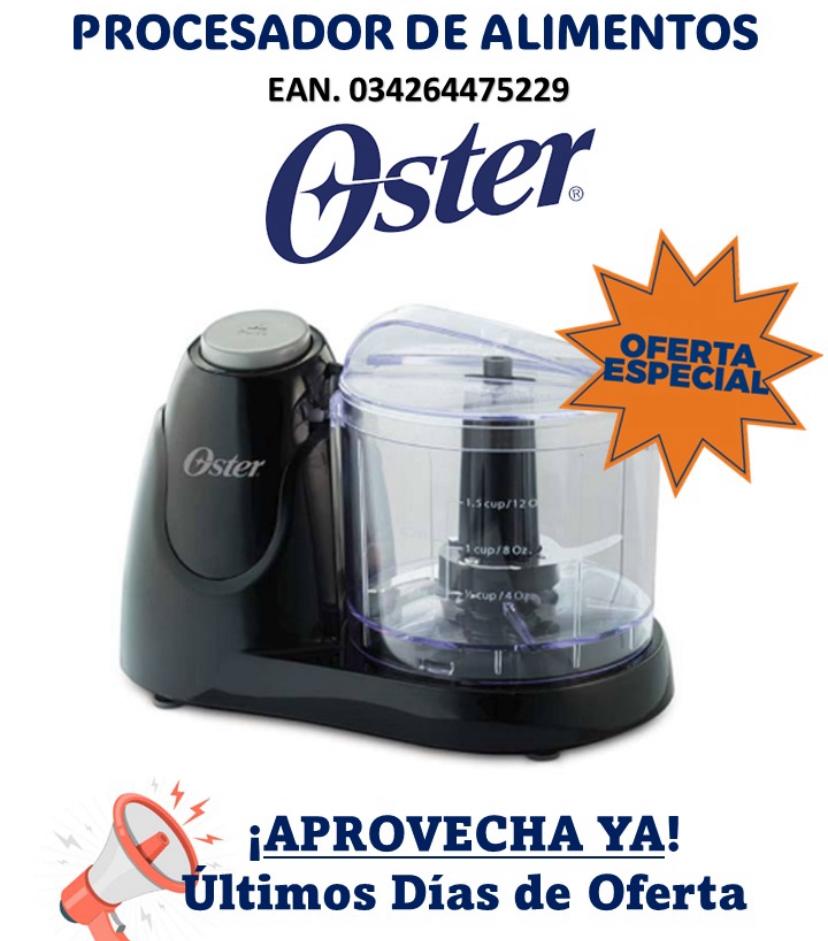 PROCESADOR DE ALIMENTOS
EAN. 034264475229
Oster®
OFERTA
ESPECIAL
Oster
1.5 cup/12 O
1 cup/8 Oz.
½ cup/4 Oz
¡APROVECHA YA!
Últimos Días de Oferta